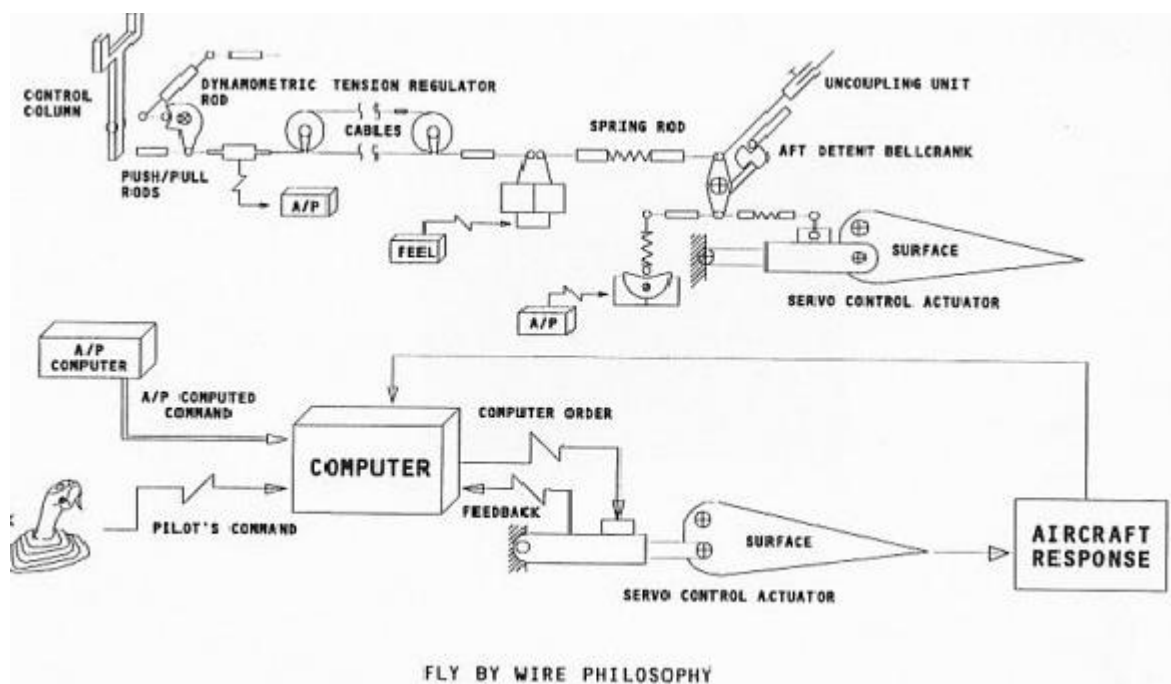 CONTROL
COLUMN
DYNAMOMETRIC
ROD
TENSION REGULATOR
CABLES
PUSH/PULL
RODS
A/P
FEEL
SPRING ROD
UNCOUPLING UNIT
AFT DETENT BELLCRANK
A/P
SURFACE
SERVO CONTROL ACTUATOR
A/P
COMPUTER
A/P COMPUTED
COMMAND
PILOT'S COMMAND
COMPUTER
COMPUTER ORDER
FEEDBACK
SURFACE
SERVO CONTROL ACTUATOR
AIRCRAFT
RESPONSE
FLY BY WIRE PHILOSOPHY